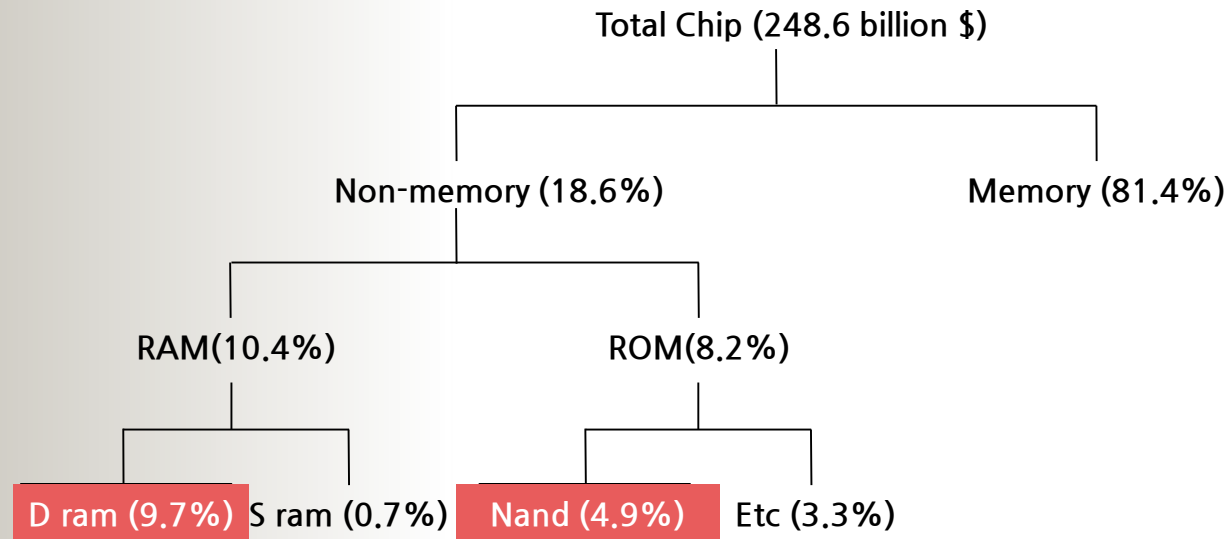 Total Chip (248.6 billion $)
Non-memory (18.6%)
Memory (81.4%)
RAM(10.4%)
ROM(8.2%)
D ram (9.7%)
S ram (0.7%)
Nand (4.9%)
Etc (3.3%)